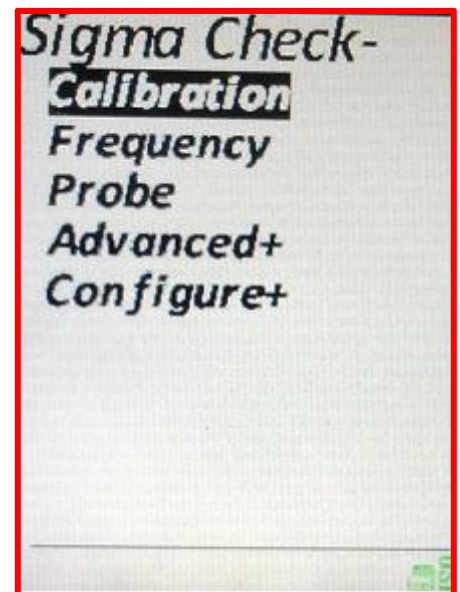 Sigma Check-
Calibration
Frequency
Probe
Advanced+
Configure+